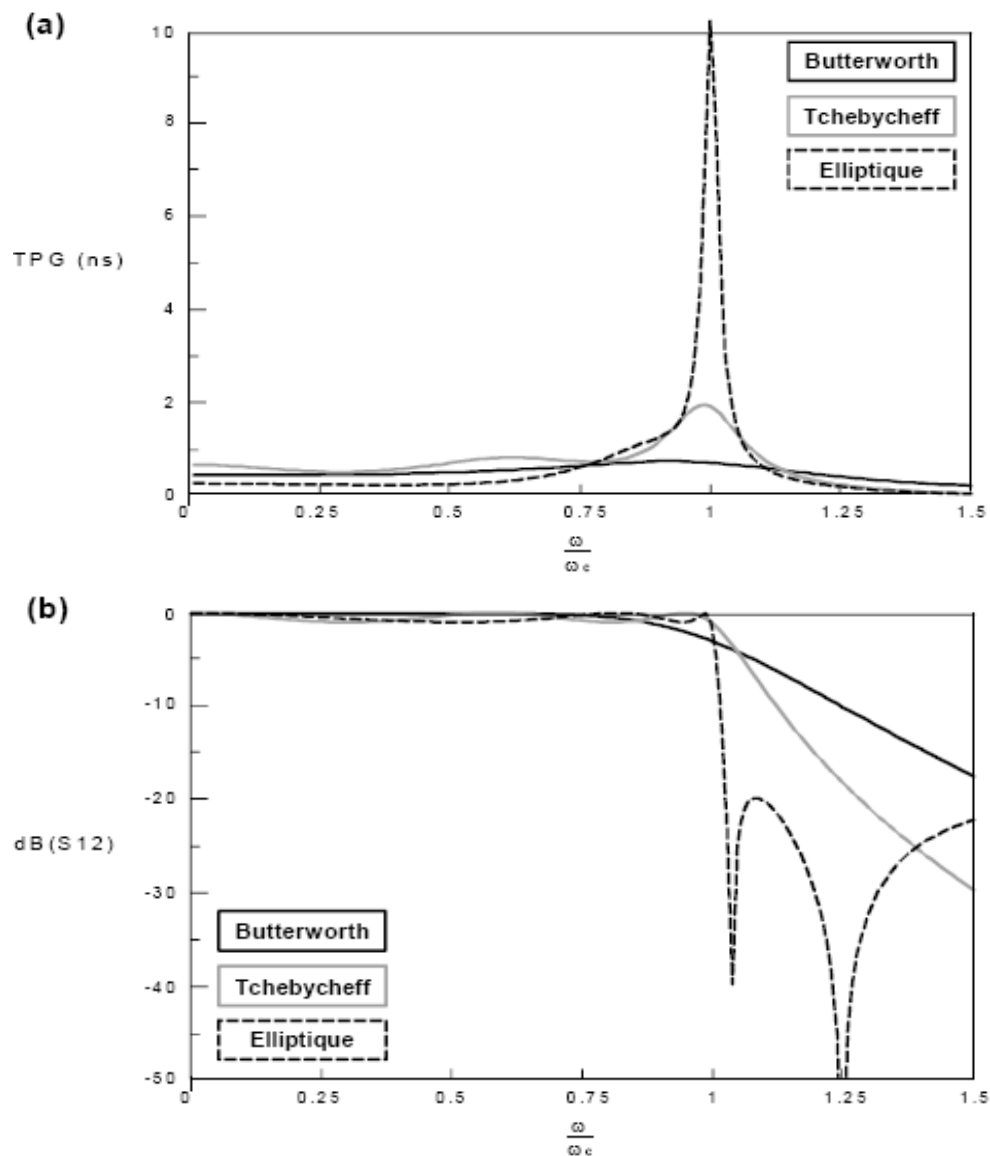 (a)
10
8
6
4
2
0
TPG (ns)
Butterworth
Tchebycheff
Elliptique
0 0.25 0.5 0.75 1 1.25 1.5
ω
ωc
(b)
0
-10
-20
-30
-40
-50
dB(S12)
Butterworth
Tchebycheff
Elliptique
0 0.25 0.5 0.75 1 1.25 1.5
ω
ωc